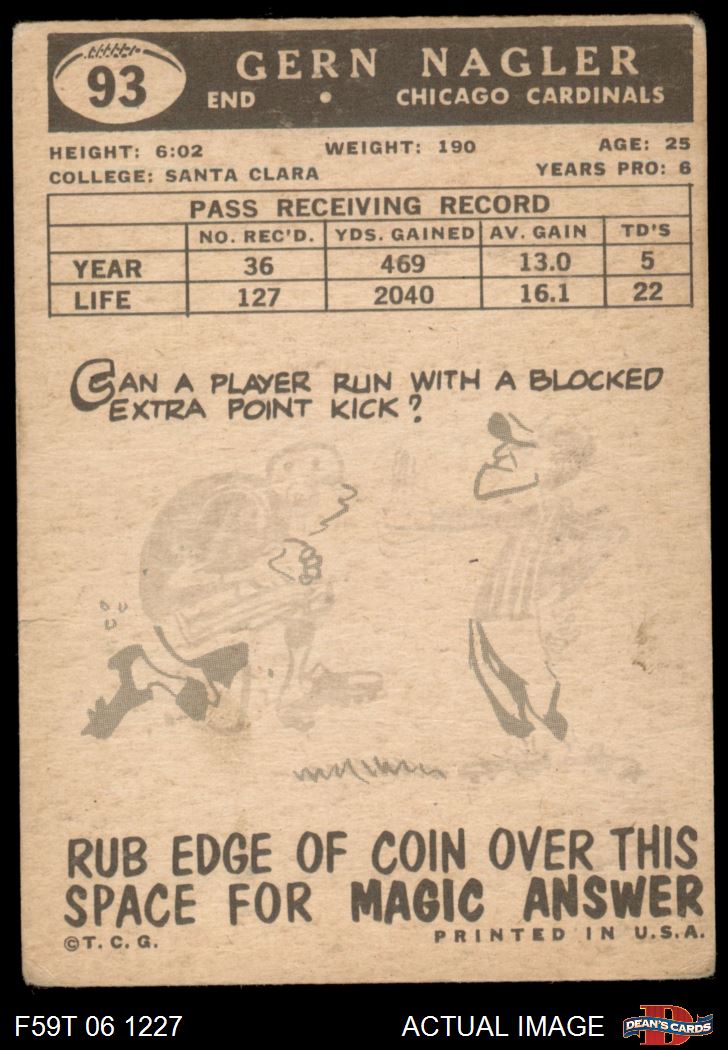 93
GERN NAGLER
END • CHICAGO CARDINALS
HEIGHT: 6:02 WEIGHT: 190 AGE: 25
COLLEGE: SANTA CLARA YEARS PRO: 6
PASS RECEIVING RECORD
NO. REC'D. YDS. GAINED AV. GAIN TD'S
YEAR 36 469 13.0 5
LIFE 127 2040 16.1 22
CAN A PLAYER RUN WITH A BLOCKED
EXTRA POINT KICK?
RUB EDGE OF COIN OVER THIS
SPACE FOR MAGIC ANSWER
©T.C.G. PRINTED IN U.S.A.
F59T 06 1227 ACTUAL IMAGE D DEAN'S CARDS